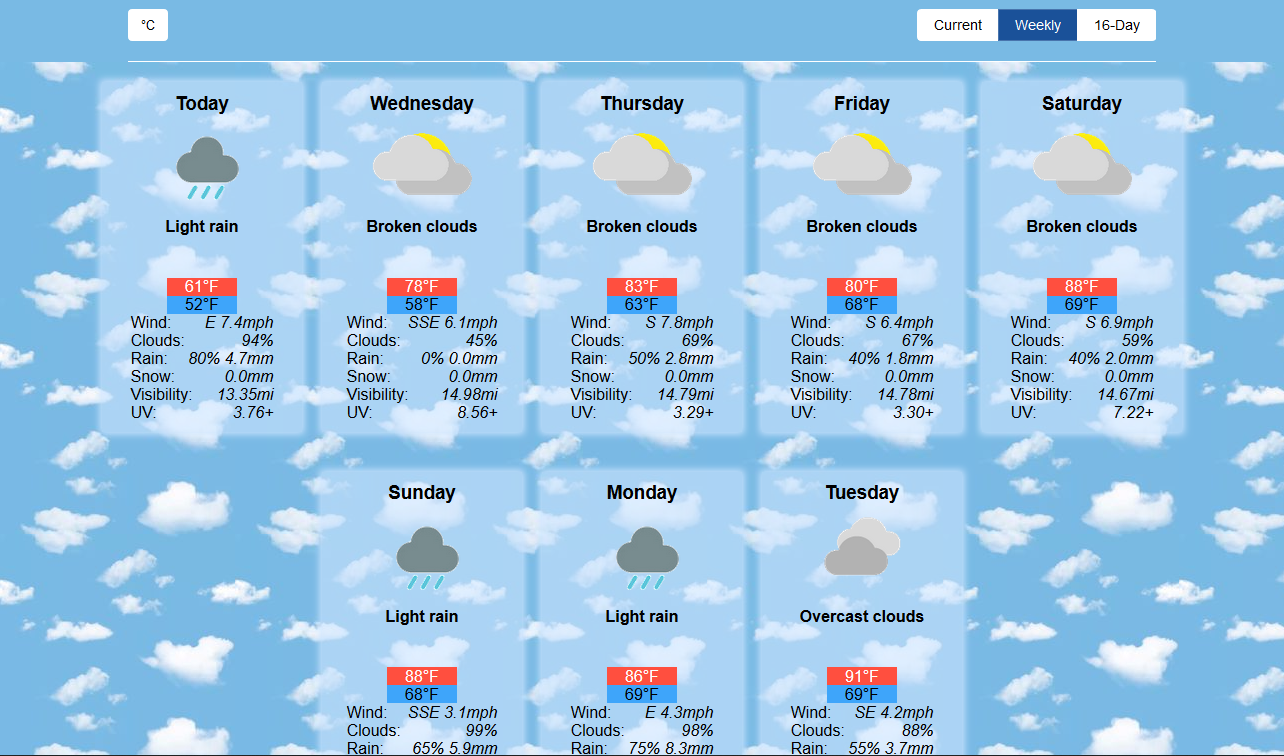 °C
Current Weekly 16-Day
Today
Light rain
61°F
52°F
Wind: E 7.4mph
Clouds: 94%
Rain: 80% 4.7mm
Snow: 0.0mm
Visibility: 13.35mi
UV: 3.76+
Wednesday
Broken clouds
78°F
58°F
Wind: SSE 6.1mph
Clouds: 45%
Rain: 0% 0.0mm
Snow: 0.0mm
Visibility: 14.98mi
UV: 8.56+
Thursday
Broken clouds
83°F
63°F
Wind: S 7.8mph
Clouds: 69%
Rain: 50% 2.8mm
Snow: 0.0mm
Visibility: 14.79mi
UV: 3.29+
Friday
Broken clouds
80°F
68°F
Wind: S 6.4mph
Clouds: 67%
Rain: 40% 1.8mm
Snow: 0.0mm
Visibility: 14.78mi
UV: 3.30+
Saturday
Broken clouds
88°F
69°F
Wind: S 6.9mph
Clouds: 59%
Rain: 40% 2.0mm
Snow: 0.0mm
Visibility: 14.67mi
UV: 7.22+
Sunday
Light rain
88°F
68°F
Wind: SSE 3.1mph
Clouds: 99%
Rain: 65% 5.9mm
Monday
Light rain
86°F
69°F
Wind: E 4.3mph
Clouds: 98%
Rain: 75% 8.3mm
Tuesday
Overcast clouds
91°F
69°F
Wind: SE 4.2mph
Clouds: 88%
Rain: 55% 3.7mm